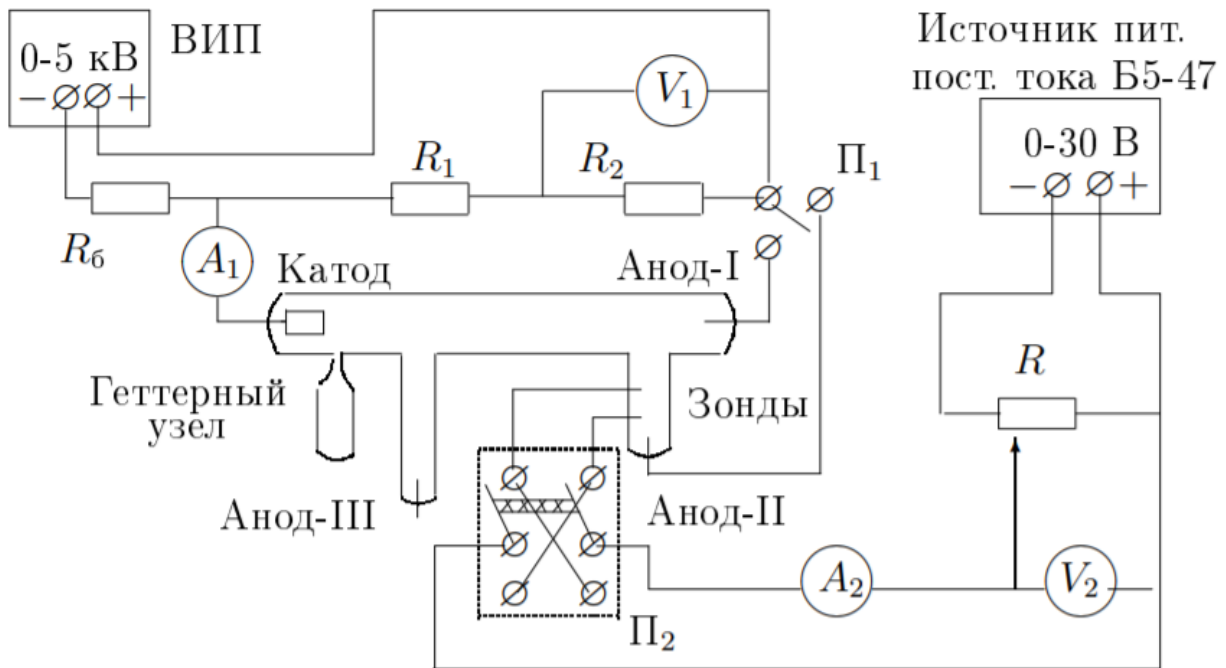 ВИП
0-5 кВ
− +
Источник пит.
пост. тока Б5-47
0-30 В
− +
V₁
R₁
R₂
П₁
R_б
A₁
Катод
Анод-I
R
Геттерный
узел
Зонды
Анод-III
Анод-II
A₂
V₂
П₂